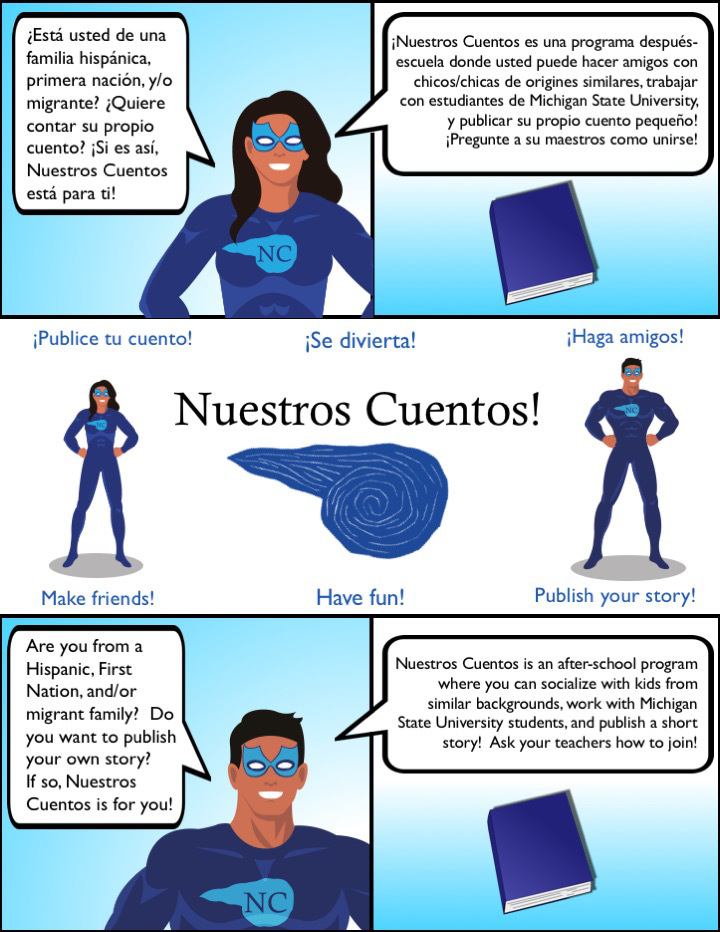 ¿Está usted de una
familia hispánica,
primera nación, y/o
migrante? ¿Quiere
contar su propio
cuento? ¡Si es así,
Nuestros Cuentos
está para ti!
¡Nuestros Cuentos es una programa después-
escuela donde usted puede hacer amigos con
chicos/chicas de origines similares, trabajar
con estudiantes de Michigan State University,
y publicar su propio cuento pequeño!
¡Pregunte a su maestros como unirse!
NC
¡Publice tu cuento!
¡Se divierta!
¡Haga amigos!
NC
Nuestros Cuentos!
NC
Make friends!
Have fun!
Publish your story!
Are you from a
Hispanic, First
Nation, and/or
migrant family? Do
you want to publish
your own story?
If so, Nuestros
Cuentos is for you!
Nuestros Cuentos is an after-school program
where you can socialize with kids from
similar backgrounds, work with Michigan
State University students, and publish a short
story! Ask your teachers how to join!
NC